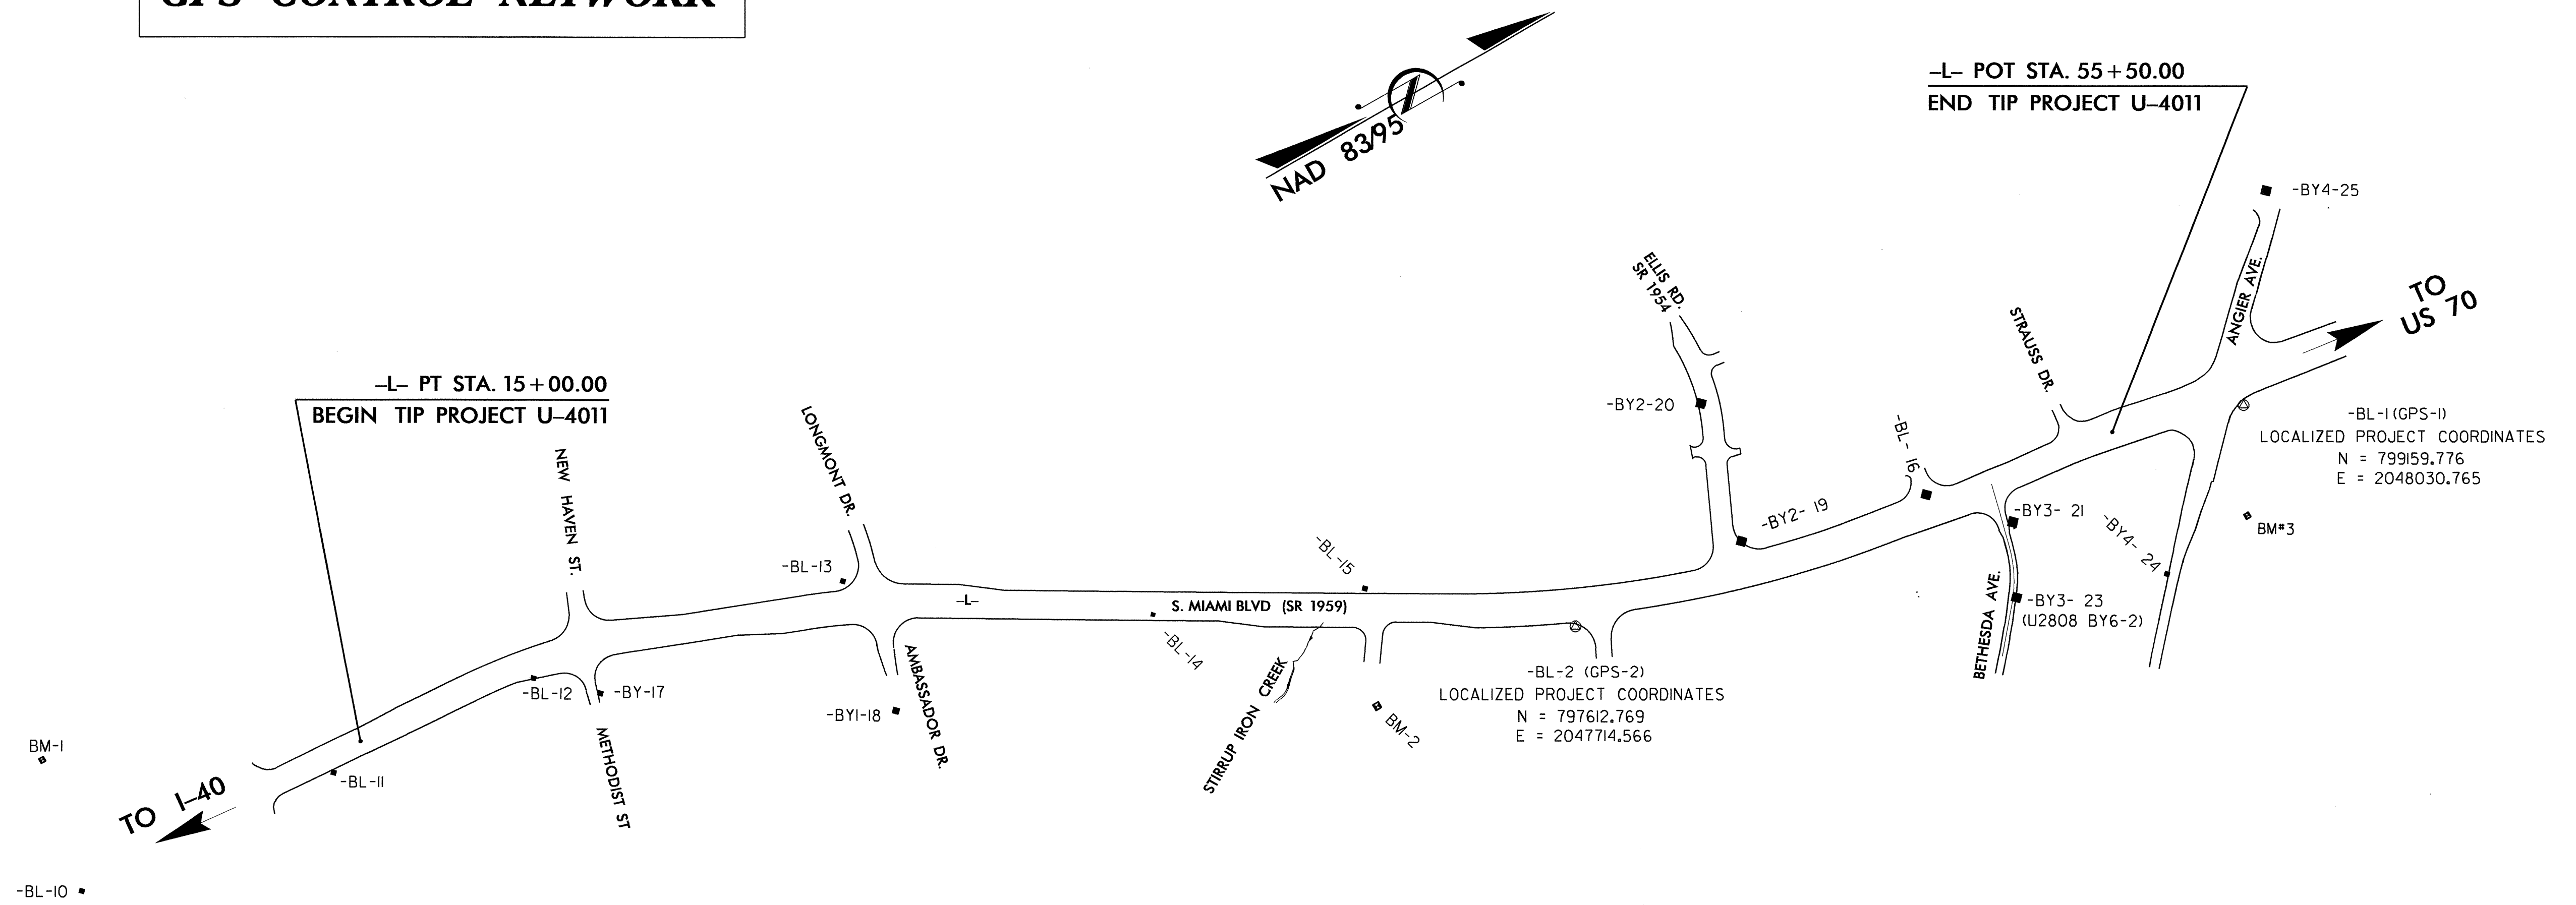 GPS CONTROL NETWORK
NAD 83/95
-L- POT STA. 55+50.00
END TIP PROJECT U-4011
-BY4-25
ANGIER AVE.
TO
US 70
ELLIS RD.
SR 1954
STRAUSS DR.
-L- PT STA. 15+00.00
BEGIN TIP PROJECT U-4011
NEW HAVEN ST.
LONGMONT DR.
-BY2-20
-BL- 16
-BL-1(GPS-1)
LOCALIZED PROJECT COORDINATES
N = 799159.776
E = 2048030.765
-BY2- 19
-BY3- 21
-BY4- 24
BM#3
-BL-13
-BL-15
-L-
S. MIAMI BLVD (SR 1959)
-BY3- 23
(U2808 BY6-2)
BETHESDA AVE.
-BL-14
-BL-12
-BY-17
-BY1-18
AMBASSADOR DR.
STIRRUP IRON CREEK
-BL-2 (GPS-2)
LOCALIZED PROJECT COORDINATES
N = 797612.769
E = 2047714.566
BM-2
METHODIST ST
BM-1
-BL-11
TO I-40
-BL-10